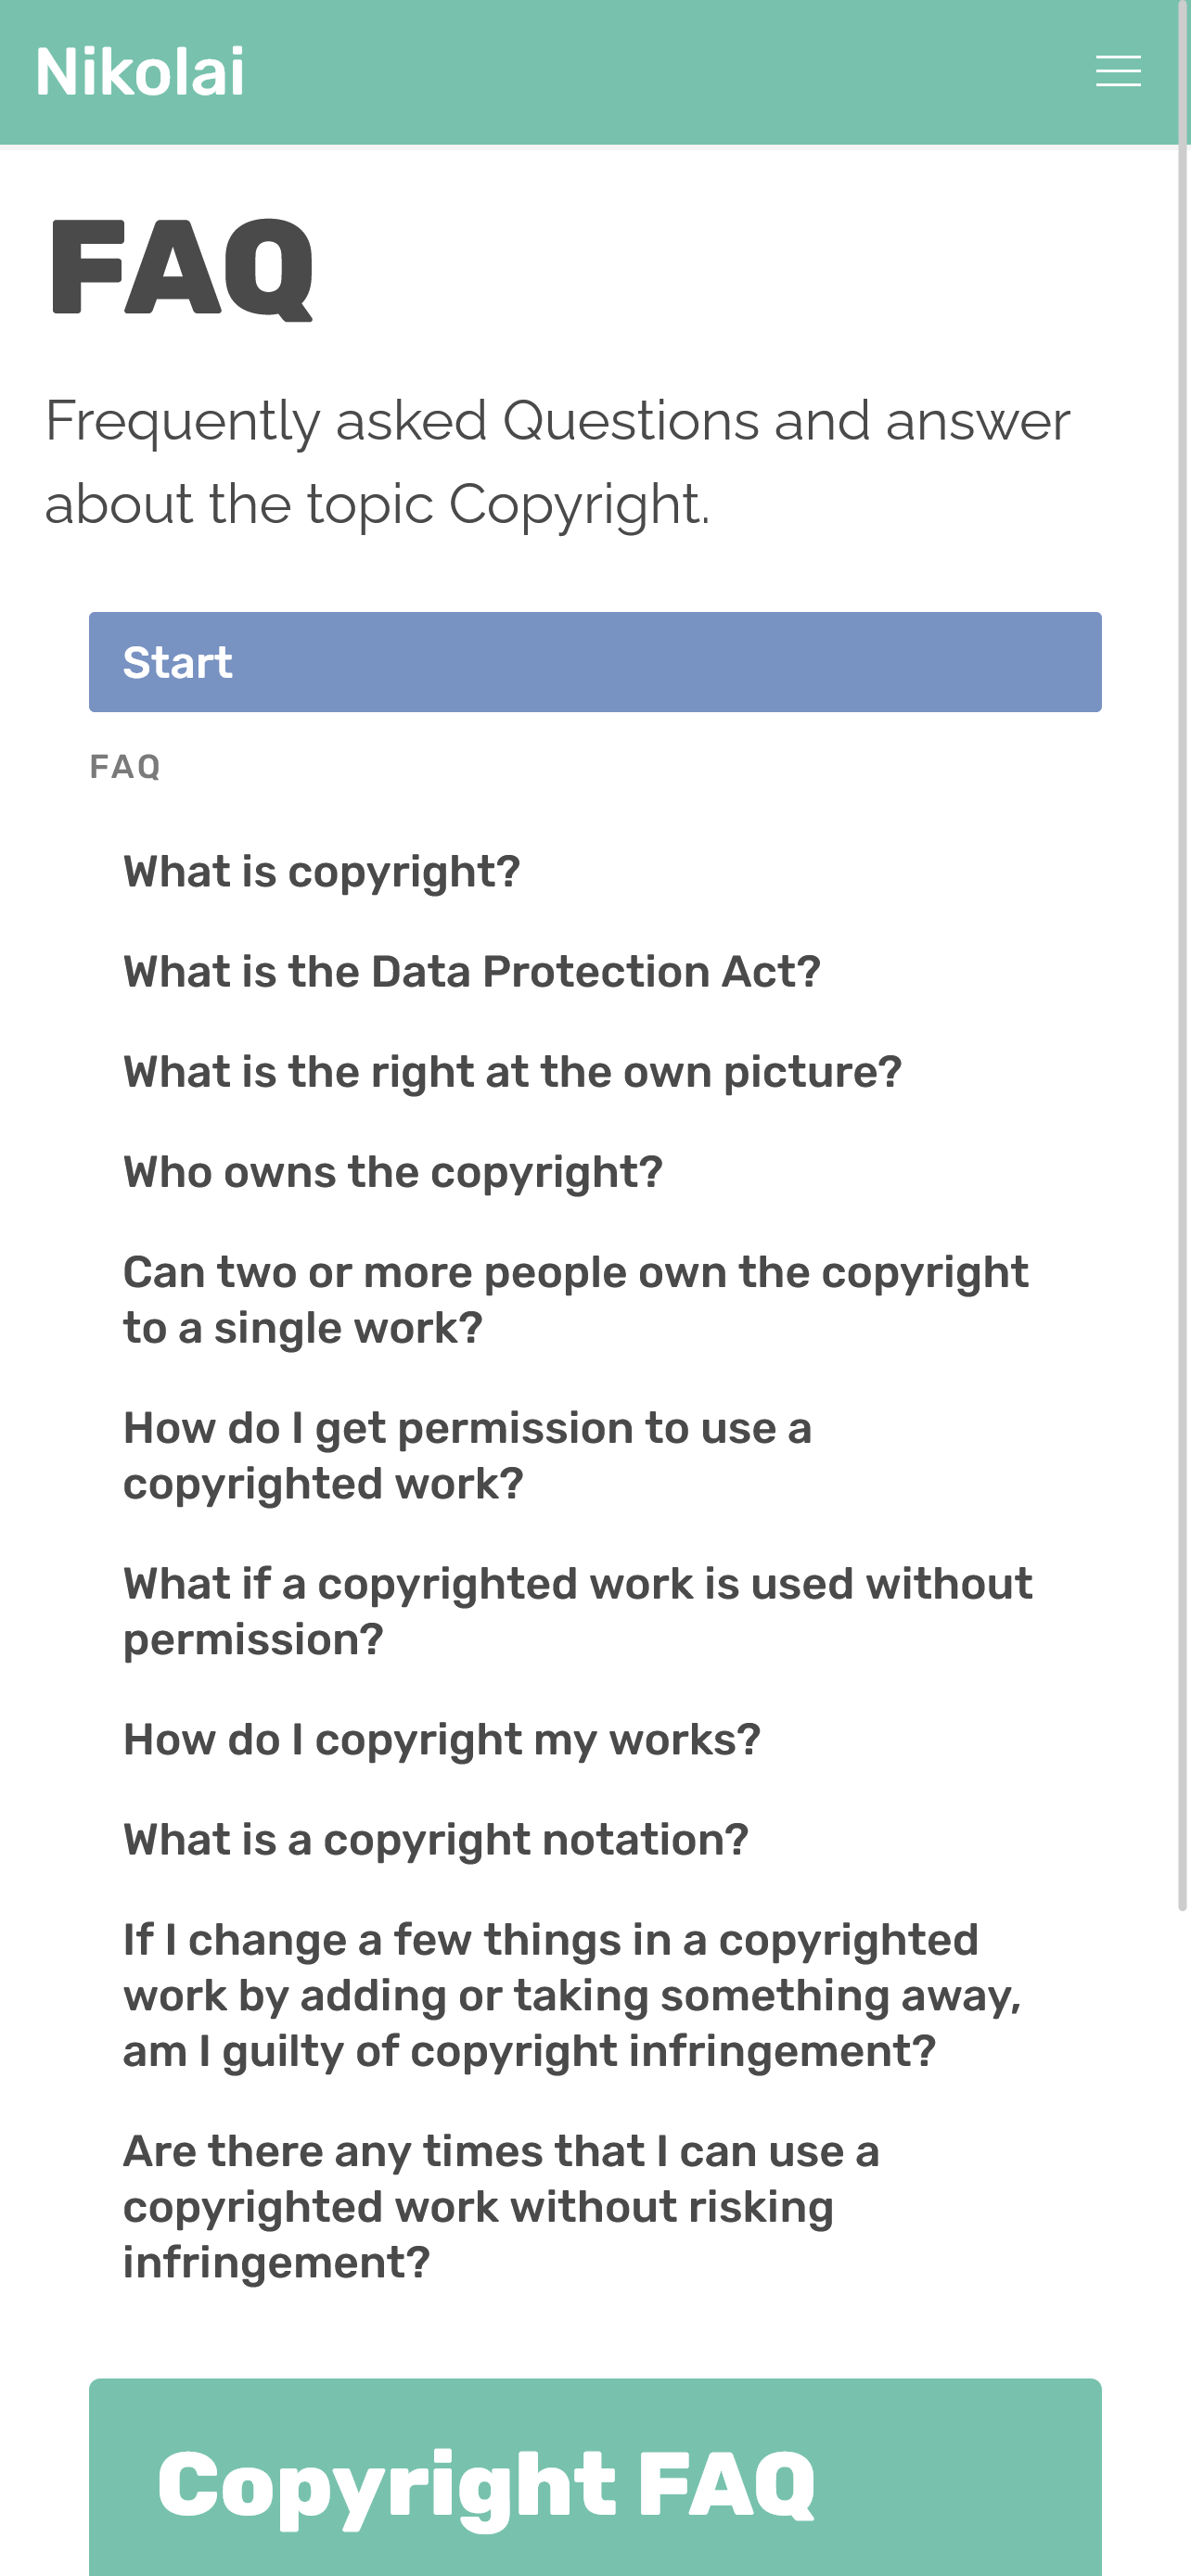 Nikolai
FAQ
Frequently asked Questions and answer
about the topic Copyright.
Start
FAQ
What is copyright?
What is the Data Protection Act?
What is the right at the own picture?
Who owns the copyright?
Can two or more people own the copyright
to a single work?
How do I get permission to use a
copyrighted work?
What if a copyrighted work is used without
permission?
How do I copyright my works?
What is a copyright notation?
If I change a few things in a copyrighted
work by adding or taking something away,
am I guilty of copyright infringement?
Are there any times that I can use a
copyrighted work without risking
infringement?
Copyright FAQ